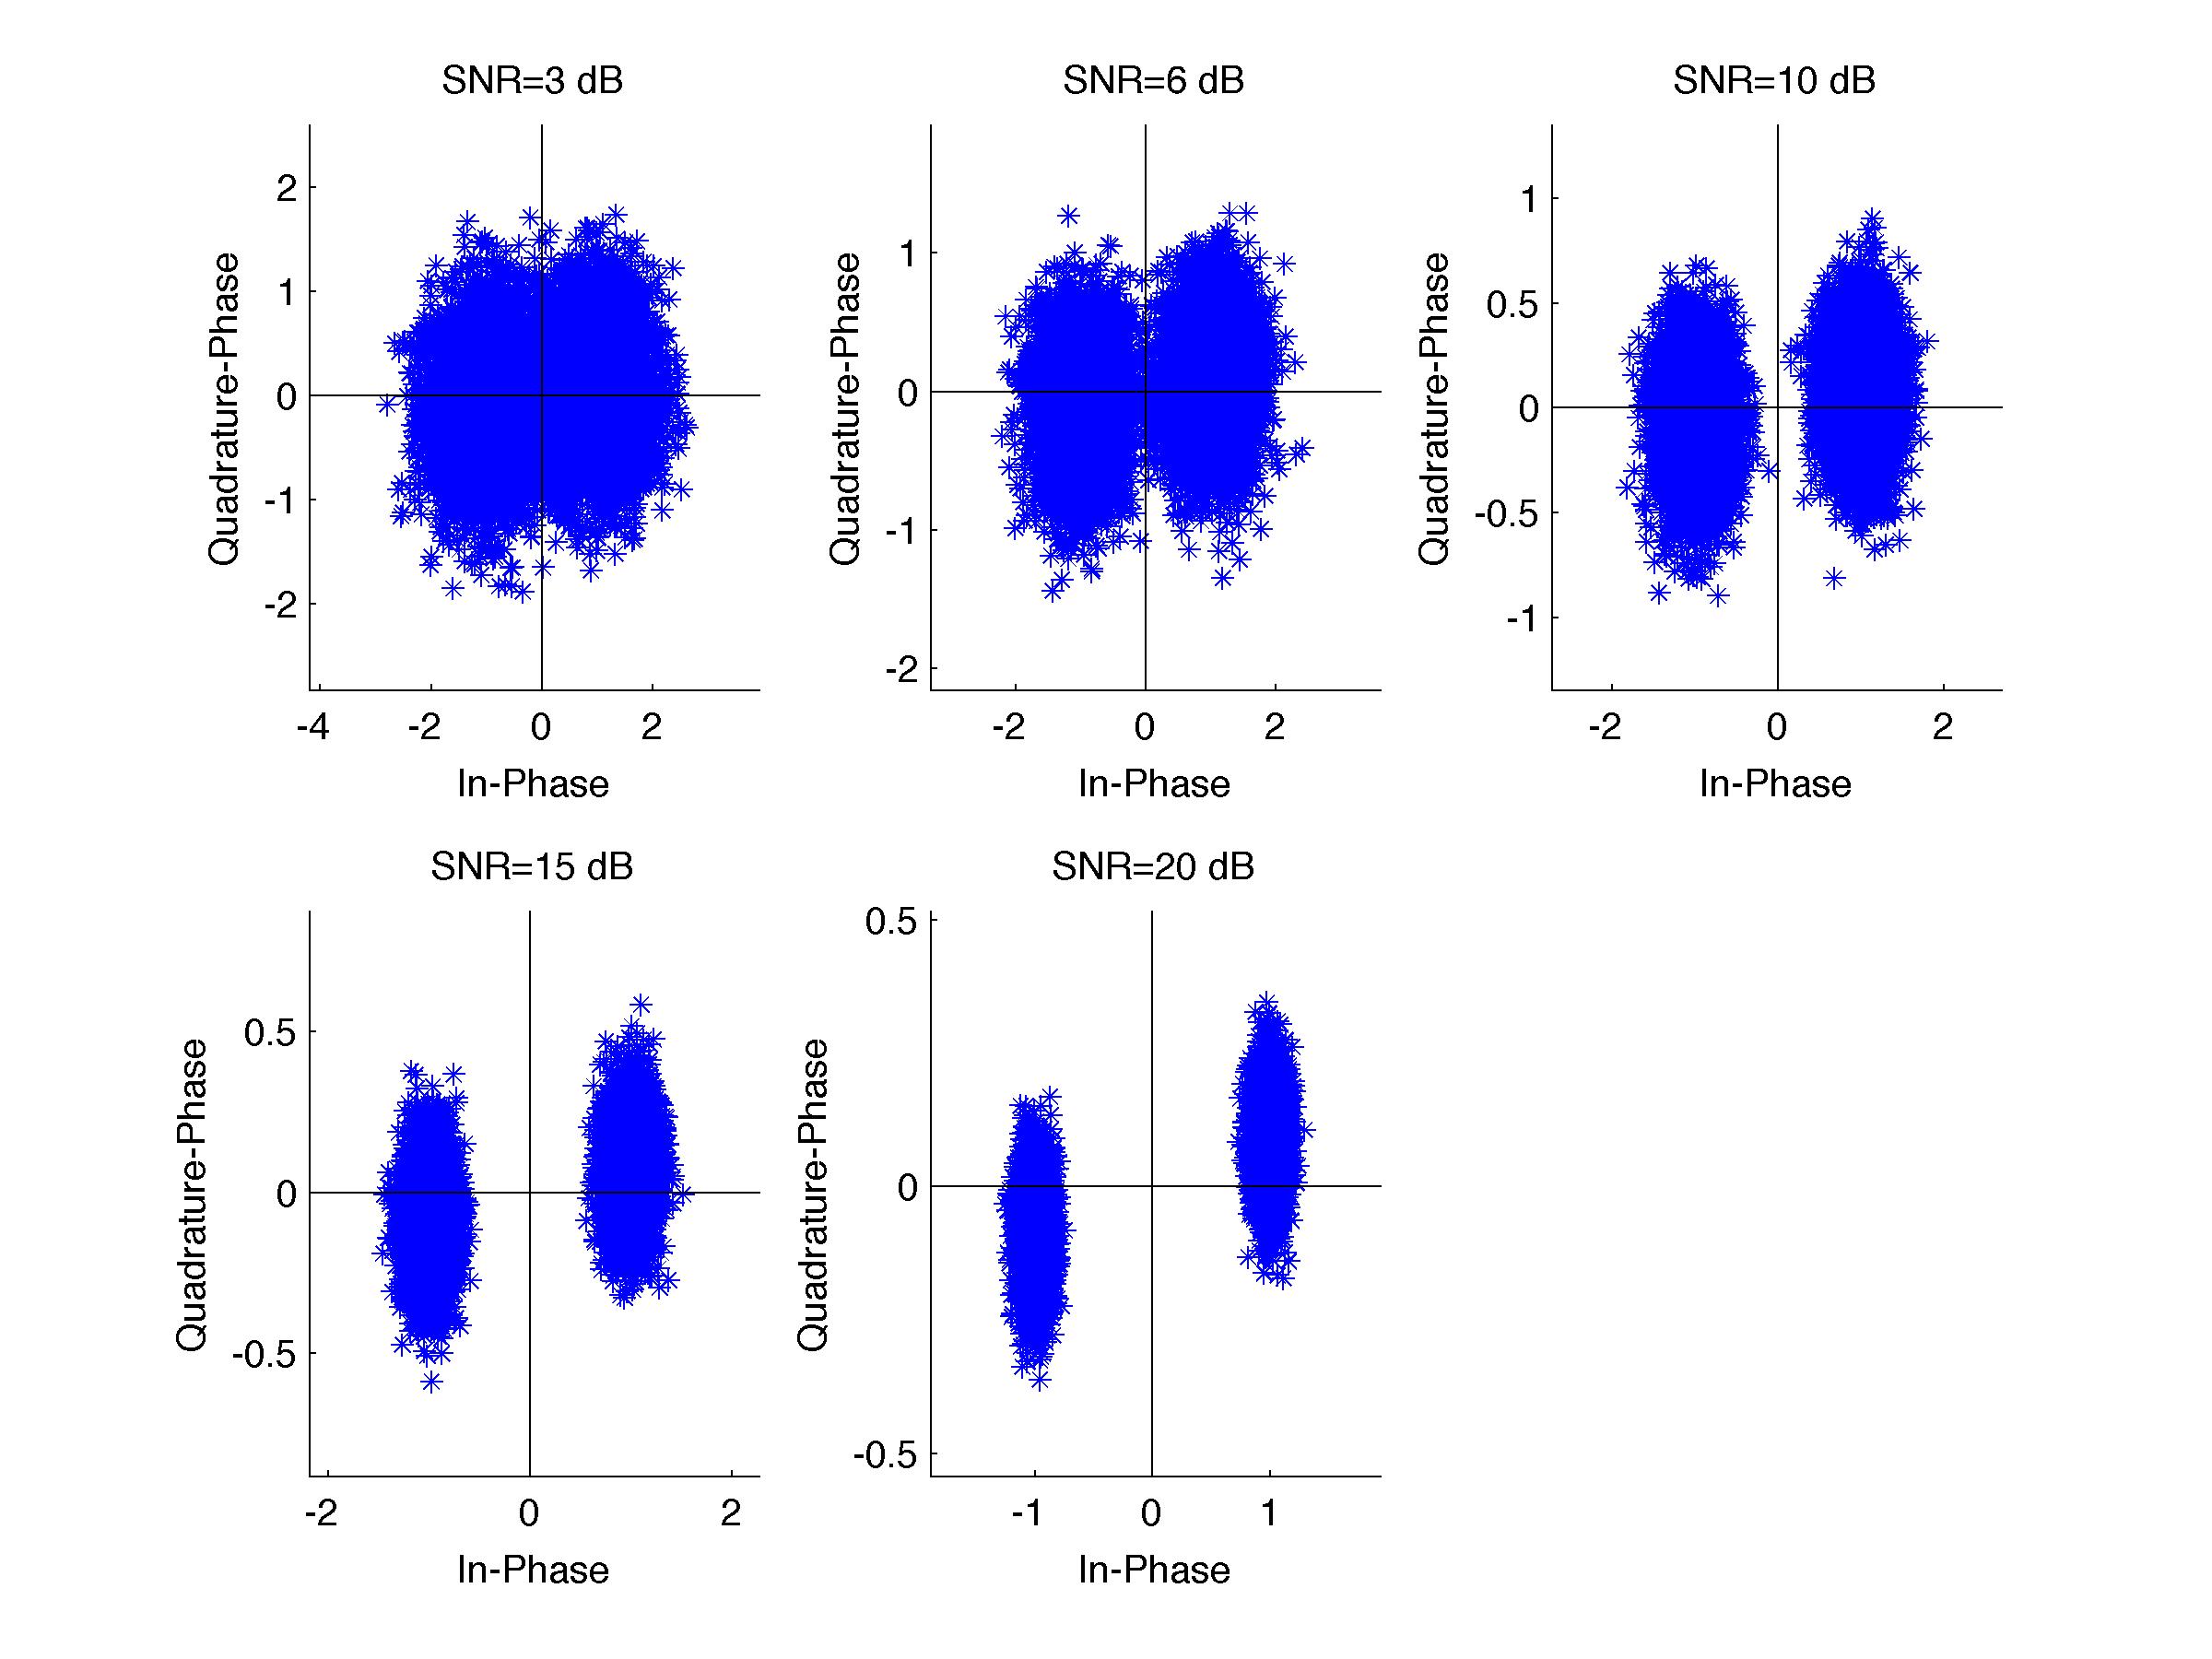 SNR=3 dB
Quadrature-Phase
2
1
0
-1
-2
-4
-2
0
2
In-Phase
SNR=6 dB
Quadrature-Phase
1
0
-1
-2
-2
0
2
In-Phase
SNR=10 dB
Quadrature-Phase
1
0.5
0
-0.5
-1
-2
0
2
In-Phase
SNR=15 dB
Quadrature-Phase
0.5
0
-0.5
-2
0
2
In-Phase
SNR=20 dB
Quadrature-Phase
0.5
0
-0.5
-1
0
1
In-Phase